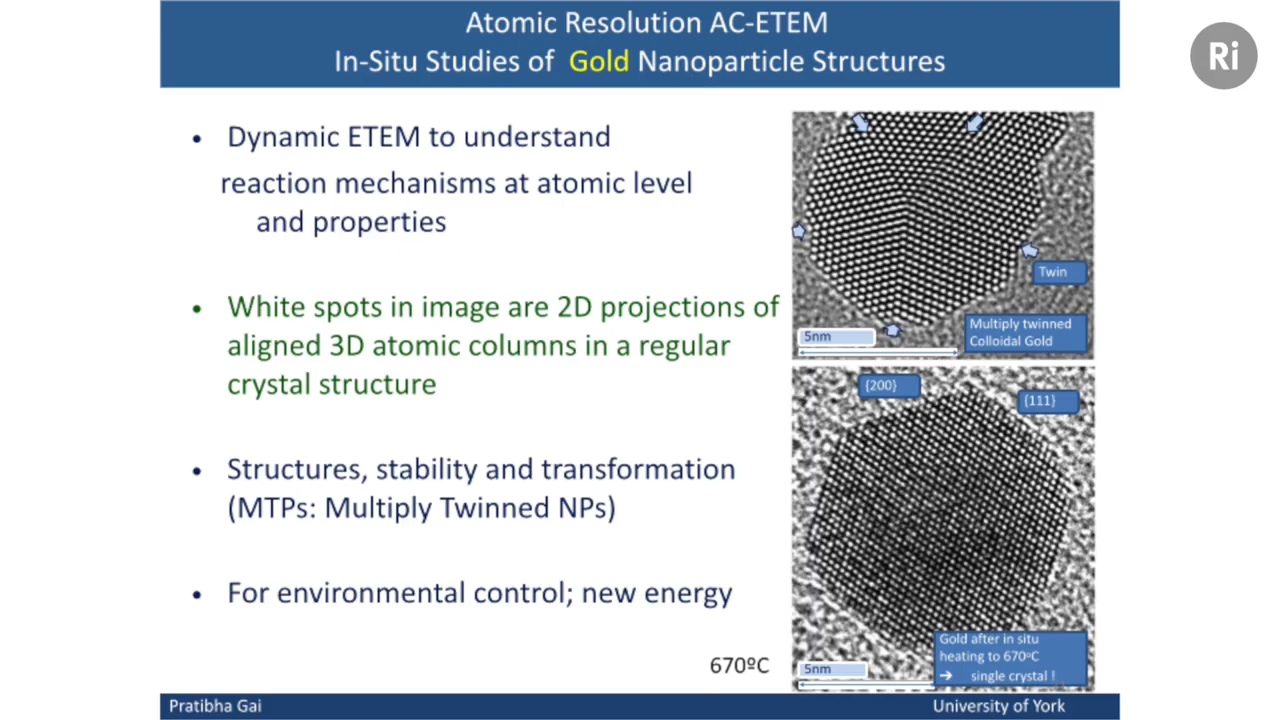 Atomic Resolution AC-ETEM
In-Situ Studies of Gold Nanoparticle Structures
Ri
• Dynamic ETEM to understand
reaction mechanisms at atomic level
and properties
• White spots in image are 2D projections of
aligned 3D atomic columns in a regular
crystal structure
• Structures, stability and transformation
(MTPs: Multiply Twinned NPs)
• For environmental control; new energy
670ºC
Twin
Multiply twinned
Colloidal Gold
5nm
{200}
{111}
Gold after in situ
heating to 670ºC
➔ single crystal !
5nm
Pratibha Gai
University of York